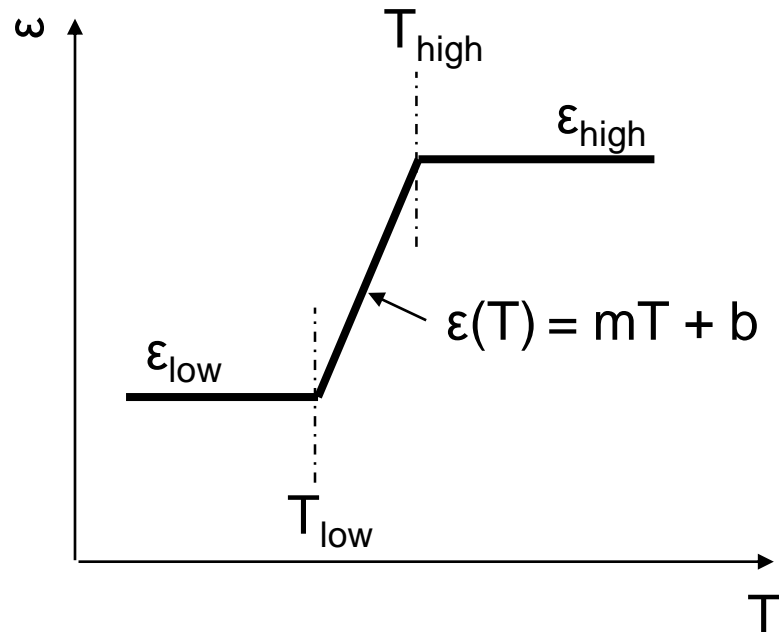 ε
T_high
ε_high
ε(T) = mT + b
ε_low
T_low
T